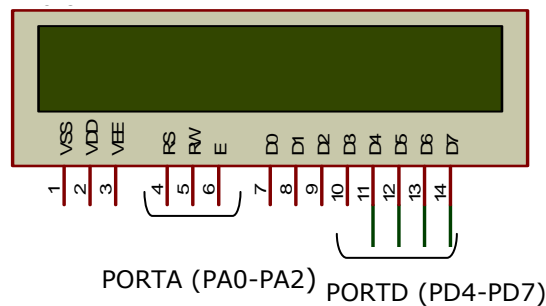 VSS VDD VEE RS RW E D0 D1 D2 D3 D4 D5 D6 D7
1 2 3 4 5 6 7 8 9 10 11 12 13 14
PORTA (PA0-PA2) PORTD (PD4-PD7)